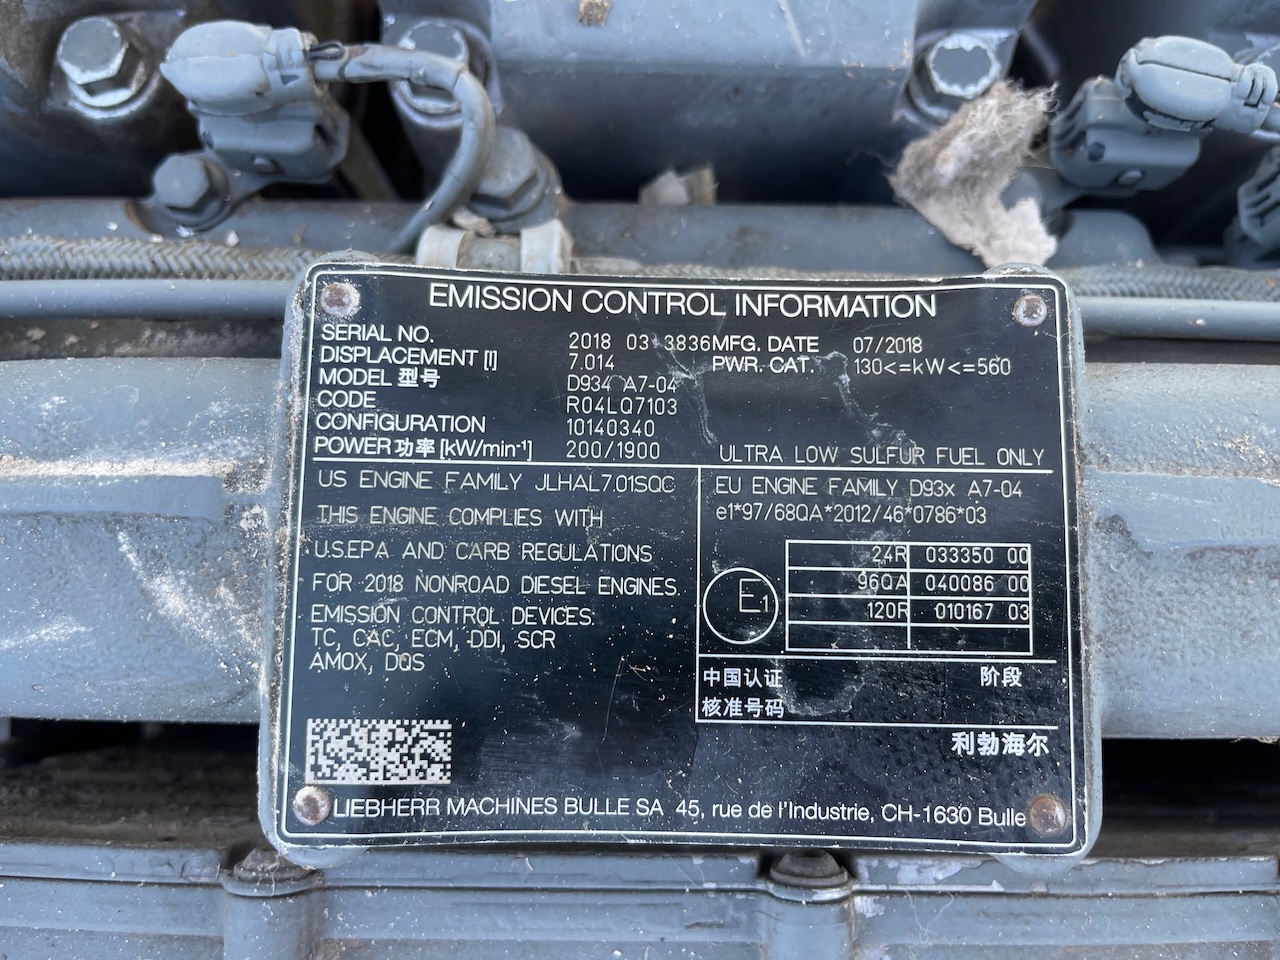 EMISSION CONTROL INFORMATION
SERIAL NO. 2018 03 3836 MFG. DATE 07/2018
DISPLACEMENT [l] 7.014 PWR. CAT. 130<=kW<=560
MODEL 型号 D934 A7-04
CODE R04LQ7103
CONFIGURATION 10140340
POWER 功率 [kW/min-1] 200/1900 ULTRA LOW SULFUR FUEL ONLY
US ENGINE FAMILY JLHAL7.01SQC
THIS ENGINE COMPLIES WITH
U.S.EPA AND CARB REGULATIONS
FOR 2018 NONROAD DIESEL ENGINES.
EMISSION CONTROL DEVICES:
TC, CAC, ECM, DDI, SCR
AMOX, DQS
EU ENGINE FAMILY D93x A7-04
e1*97/68QA*2012/46*0786*03
E1
24R 033350 00
96QA 040086 00
120R 010167 03
中国认证 阶段
核准号码
利勃海尔
LIEBHERR MACHINES BULLE SA 45, rue de l'Industrie, CH-1630 Bulle